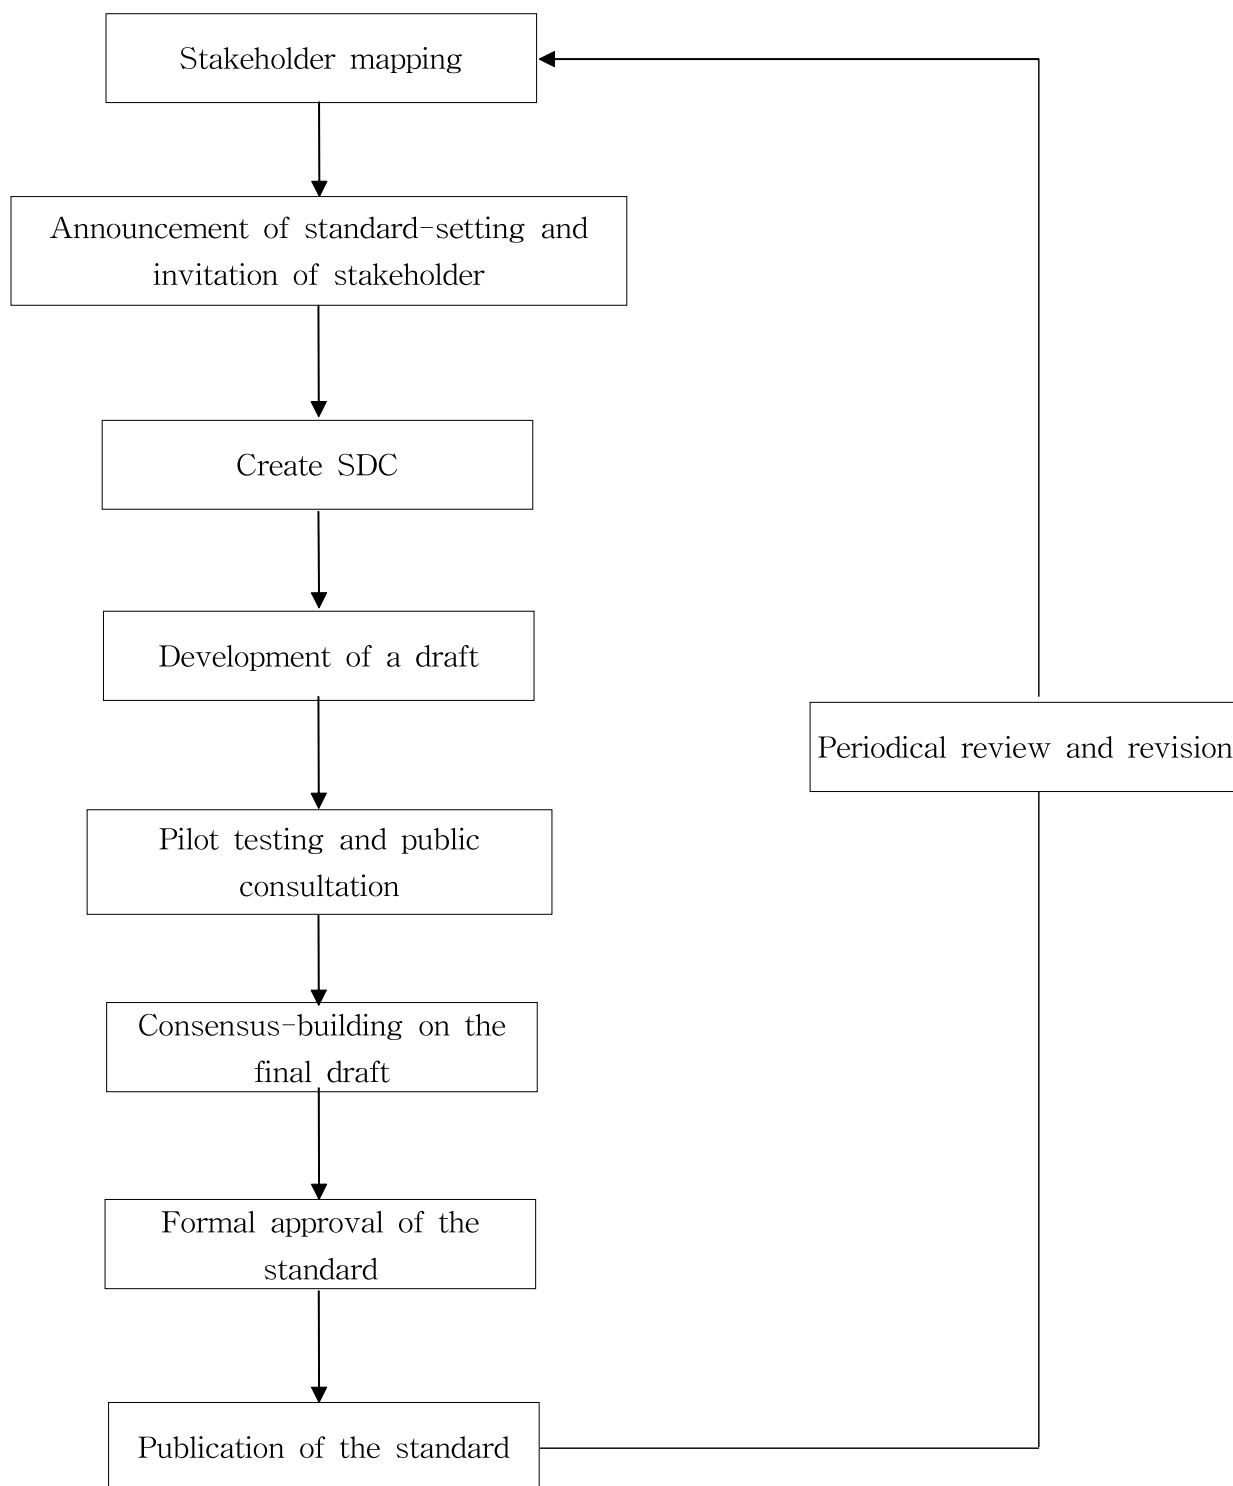 Stakeholder mapping
Announcement of standard-setting and
invitation of stakeholder
Create SDC
Development of a draft
Periodical review and revision
Pilot testing and public
consultation
Consensus-building on the
final draft
Formal approval of the
standard
Publication of the standard